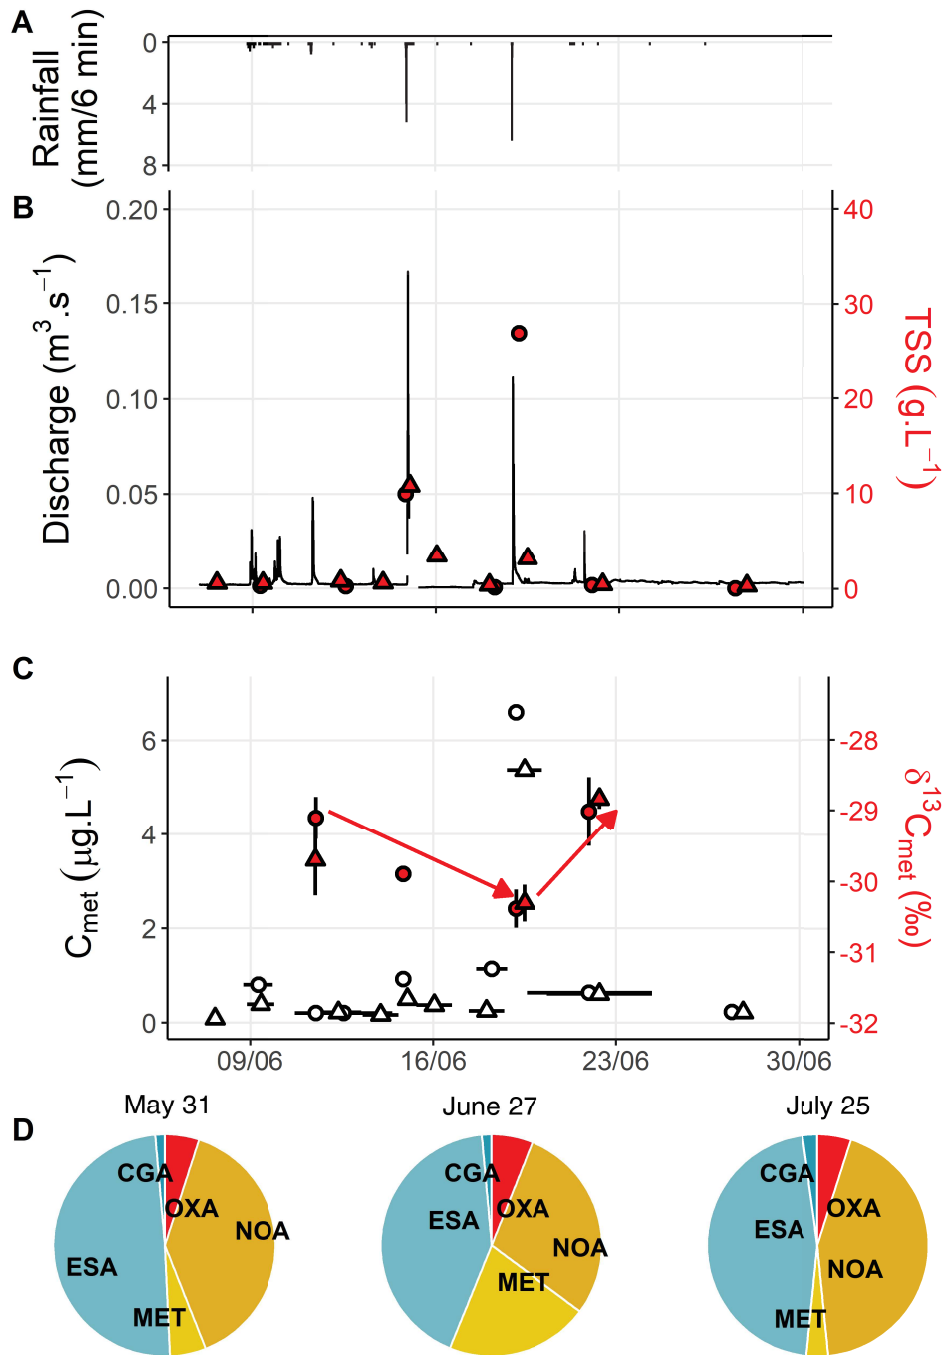 A
Rainfall
(mm/6 min)
0
4
8
B
Discharge (m³.s⁻¹)
0.20
0.15
0.10
0.05
0.00
40
30
20
10
0
TSS (g.L⁻¹)
C
C_met (µg.L⁻¹)
6
4
2
0
-28
-29
-30
-31
-32
δ¹³C_met (‰)
09/06 16/06 23/06 30/06
D
May 31 June 27 July 25
CGA OXA NOA ESA MET
CGA OXA ESA NOA MET
CGA OXA ESA NOA MET